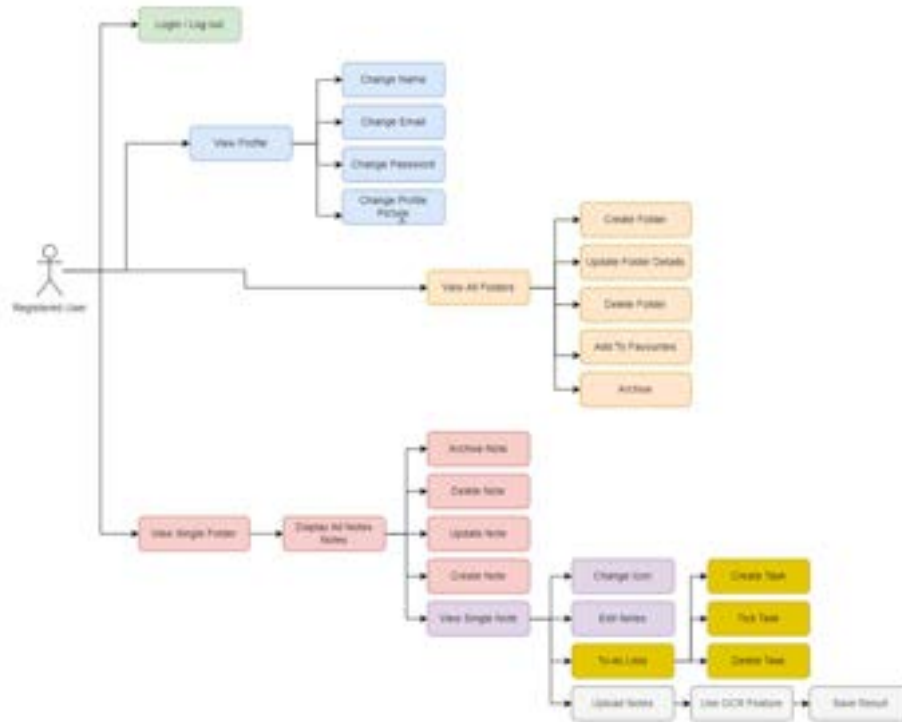 Login / Log out
Change Name
Change Email
View Profile
Change Password
Change Profile
Picture
Create Folder
Update Folder Details
Registered User
View All Folders
Delete Folder
Add To Favourites
Archive
Archive Note
Delete Note
View Single Folder
Display All Notes
Notes
Update Note
Create Note
Change Icon
Create Task
View Single Note
Edit Notes
Tick Task
To-do Lists
Delete Task
Upload Notes
Use OCR Feature
Save Result